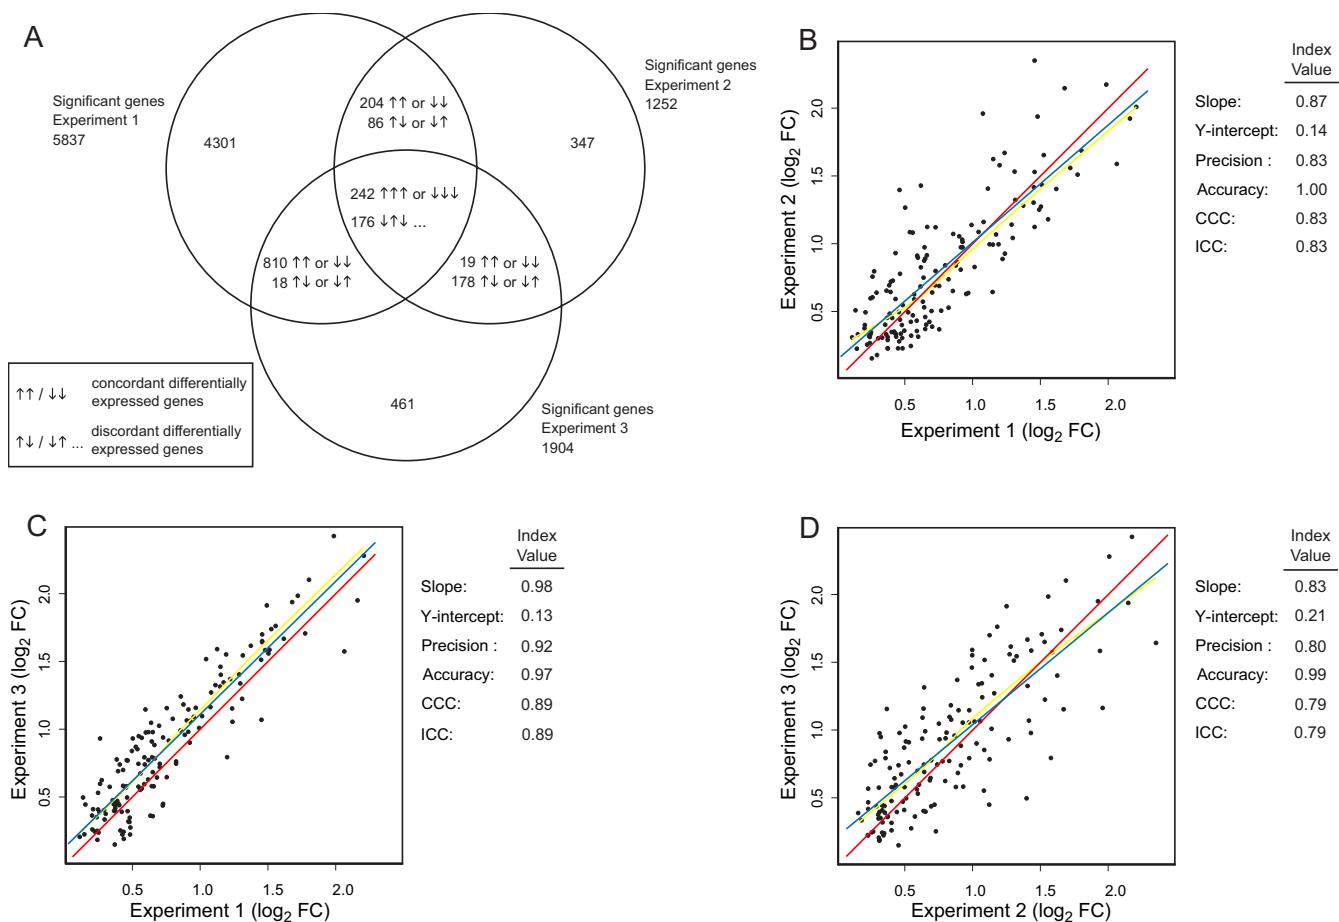 A
Significant genes
Experiment 1
5837
Significant genes
Experiment 2
1252
4301
204 ↑↑ or ↓↓
86 ↑↓ or ↓↑
347
242 ↑↑↑ or ↓↓↓
176 ↓↑↓ ...
810 ↑↑ or ↓↓
18 ↑↓ or ↓↑
19 ↑↑ or ↓↓
178 ↑↓ or ↓↑
461
Significant genes
Experiment 3
1904
↑↑ / ↓↓ concordant differentially
expressed genes
↑↓ / ↓↑ ... discordant differentially
expressed genes
B
Experiment 2 (log2 FC)
2.0
1.5
1.0
0.5
0.5 1.0 1.5 2.0
Experiment 1 (log2 FC)
Index
Value
Slope: 0.87
Y-intercept: 0.14
Precision : 0.83
Accuracy: 1.00
CCC: 0.83
ICC: 0.83
C
Experiment 3 (log2 FC)
2.0
1.5
1.0
0.5
0.5 1.0 1.5 2.0
Experiment 1 (log2 FC)
Index
Value
Slope: 0.98
Y-intercept: 0.13
Precision : 0.92
Accuracy: 0.97
CCC: 0.89
ICC: 0.89
D
Experiment 3 (log2 FC)
2.0
1.5
1.0
0.5
0.5 1.0 1.5 2.0
Experiment 2 (log2 FC)
Index
Value
Slope: 0.83
Y-intercept: 0.21
Precision : 0.80
Accuracy: 0.99
CCC: 0.79
ICC: 0.79